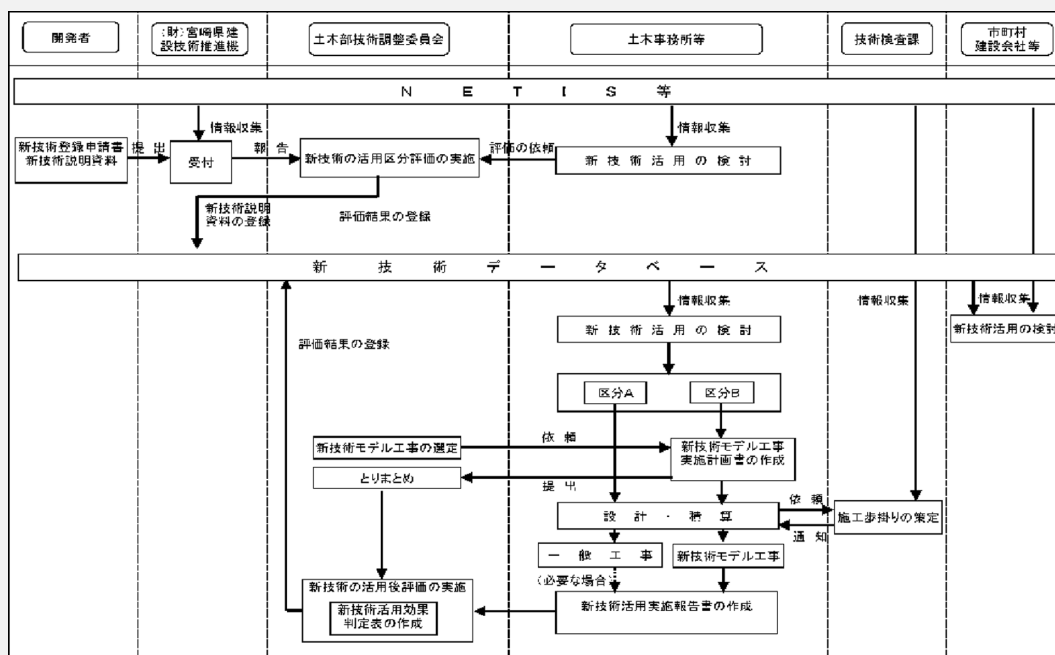 開発者
(財)宮崎県建
設技術推進機
土木部技術調整委員会
土木事務所等
技術検査課
市町村
建設会社等
NETIS等
情報収集
情報収集
新技術登録申請書
新技術説明資料
提出
受付
報告
新技術の活用区分評価の実施
評価の依頼
新技術活用の検討
新技術説明
資料の登録
評価結果の登録
新技術データベース
情報収集
情報収集
情報収集
新技術活用の検討
新技術活用の検討
評価結果の登録
区分A
区分B
新技術モデル工事の選定
依頼
新技術モデル工事
実施計画書の作成
とりまとめ
提出
設計・積算
依頼
通知
施工歩掛りの策定
一般工事
新技術モデル工事
(必要な場合)
新技術の活用後評価の実施
新技術活用効果
判定表の作成
新技術活用実施報告書の作成